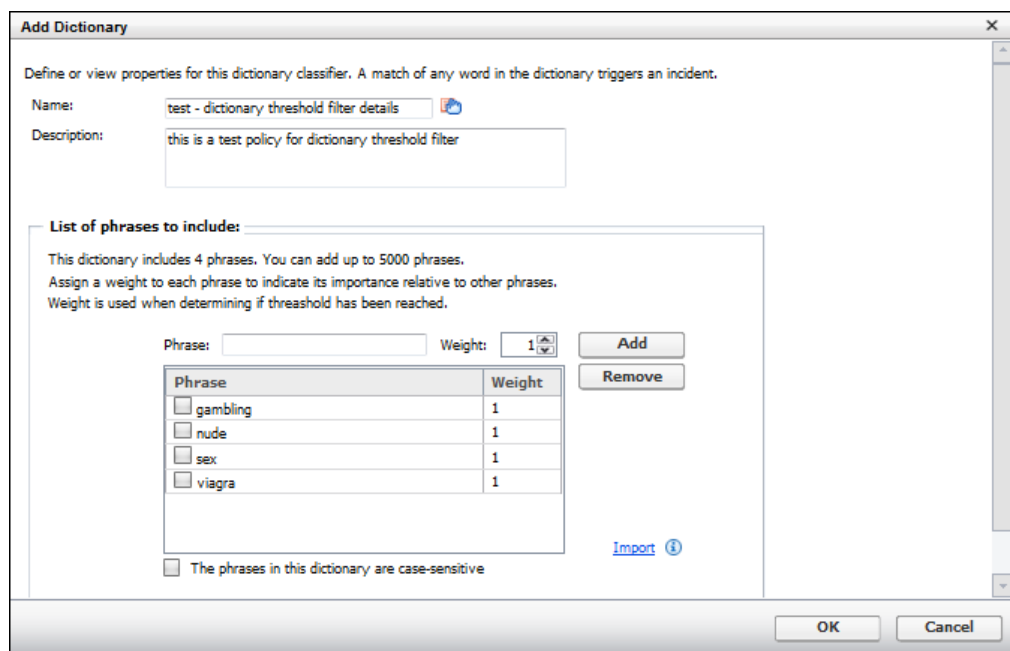 Add Dictionary
Define or view properties for this dictionary classifier. A match of any word in the dictionary triggers an incident.
Name: test - dictionary threshold filter details
Description: this is a test policy for dictionary threshold filter
List of phrases to include:
This dictionary includes 4 phrases. You can add up to 5000 phrases.
Assign a weight to each phrase to indicate its importance relative to other phrases.
Weight is used when determining if threashold has been reached.
Phrase: Weight: 1 Add
Remove
Phrase Weight
gambling 1
nude 1
sex 1
viagra 1
Import
The phrases in this dictionary are case-sensitive
OK Cancel